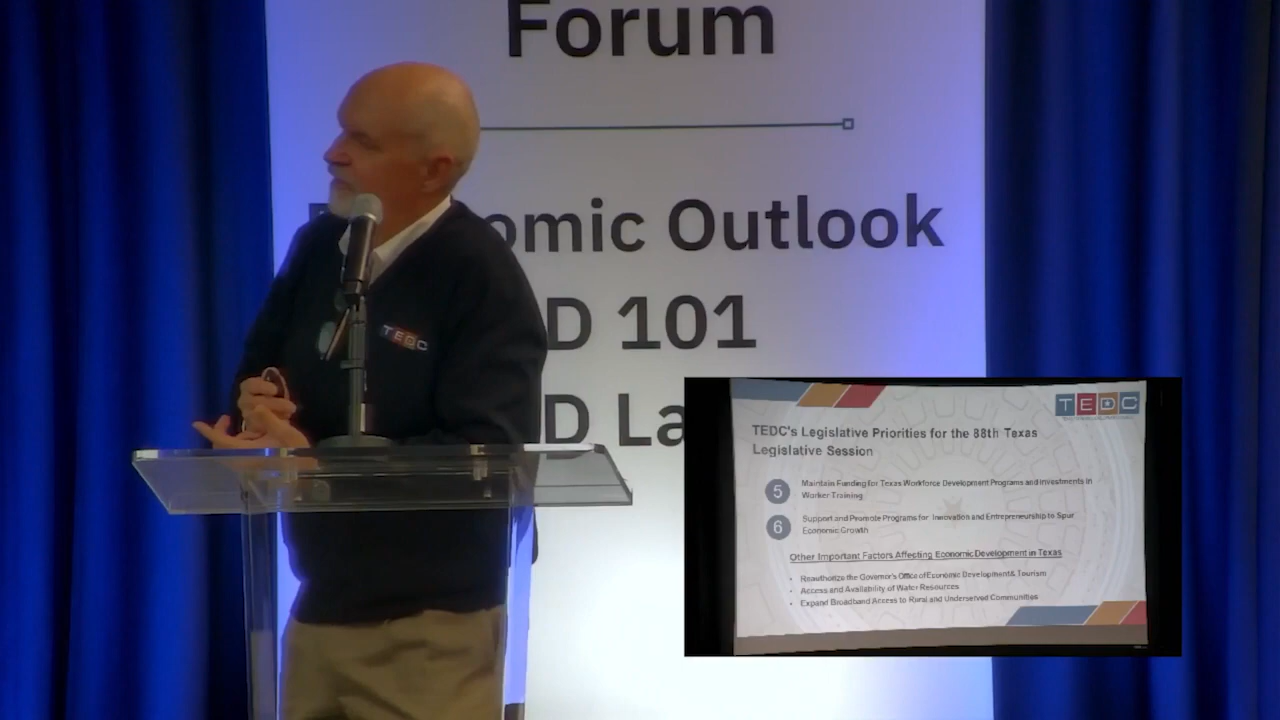 Forum
omic Outlook
D 101
D La
TEDC
TEDC
TEDC's Legislative Priorities for the 88th Texas
Legislative Session
5
Maintain Funding for Texas Workforce Development Programs and Investments in
Worker Training
6
Support and Promote Programs for Innovation and Entrepreneurship to Spur
Economic Growth
Other Important Factors Affecting Economic Development in Texas
• Reauthorize the Governor's Office of Economic Development & Tourism
• Access and Availability of Water Resources
• Expand Broadband Access to Rural and Underserved Communities